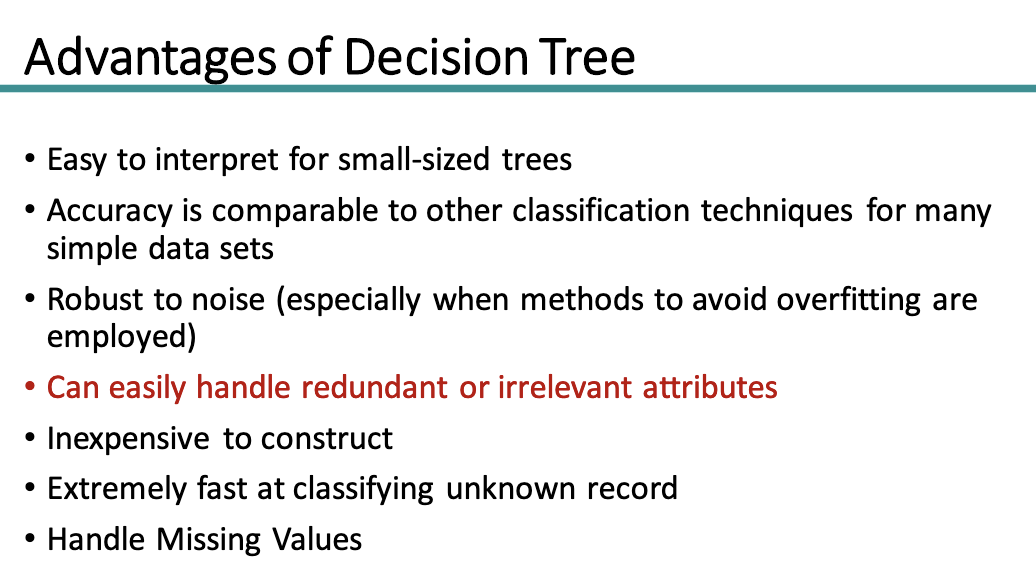 Advantages of Decision Tree
• Easy to interpret for small-sized trees
• Accuracy is comparable to other classification techniques for many
simple data sets
• Robust to noise (especially when methods to avoid overfitting are
employed)
• Can easily handle redundant or irrelevant attributes
• Inexpensive to construct
• Extremely fast at classifying unknown record
• Handle Missing Values